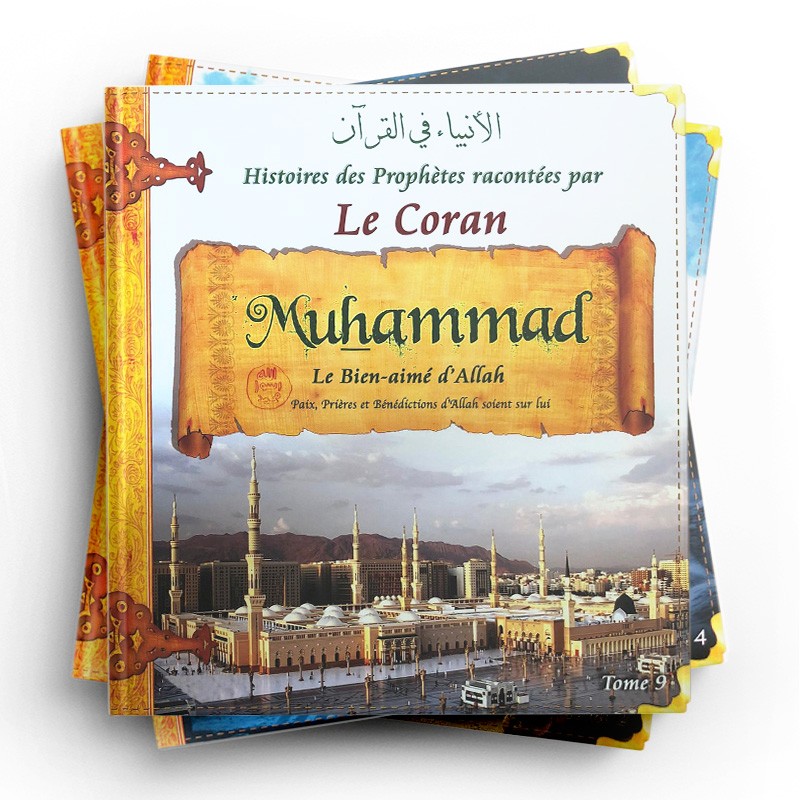 الأنبياء في القرآن
Histoires des Prophètes racontées par
Le Coran
Muhammad
Le Bien-aimé d'Allah
Paix, Prières et Bénédictions d'Allah soient sur lui
4
Tome 9